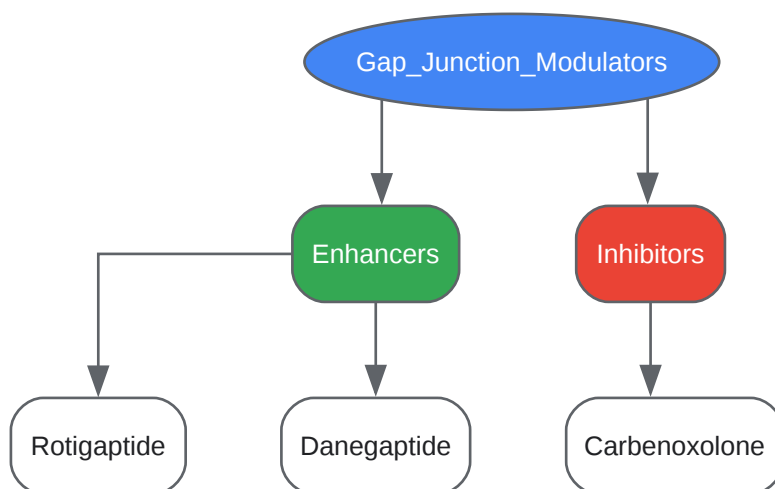 Gap_Junction_Modulators
Enhancers
Inhibitors
Rotigaptide
Danegaptide
Carbenoxolone